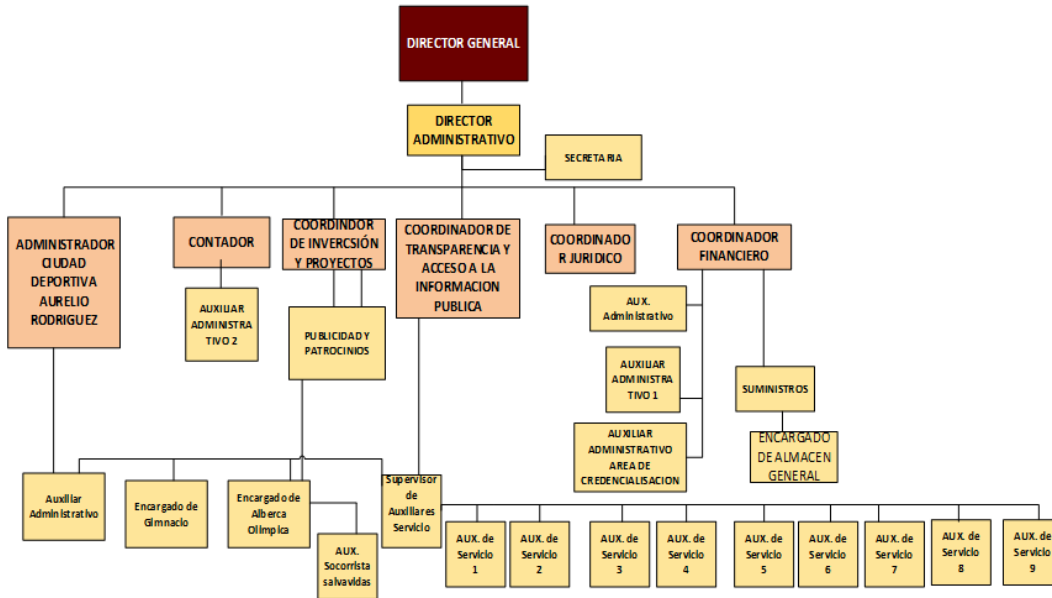 DIRECTOR GENERAL
DIRECTOR
ADMINISTRATIVO
SECRETARIA
ADMINISTRADOR
CIUDAD
DEPORTIVA
AURELIO
RODRIGUEZ
CONTADOR
COORDINDOR
DE INVERCSIÓN
Y PROYECTOS
COORDINADOR DE
TRANSPARENCIA Y
ACCESO A LA
INFORMACION
PUBLICA
COORDINADO
R JURIDICO
COORDINADOR
FINANCIERO
AUXILIAR
ADMINISTRA
TIVO 2
PUBLICIDAD Y
PATROCINIOS
AUX.
Administrativo
AUXILIAR
ADMINISTRA
TIVO 1
SUMINISTROS
AUXILIAR
ADMINISTRATIVO
AREA DE
CREDENCIALISACION
ENCARGADO
DE ALMACEN
GENERAL
Auxiliar
Administrativo
Encargado de
Gimnacio
Encargado de
Alberca
Olimpica
Supervisor
de
Auxiliares
Servicio
AUX.
Socorrista
salvavidas
AUX. de
Servicio
1
AUX. de
Servicio
2
AUX. de
Servicio
3
AUX. de
Servicio
4
AUX. de
Servicio
5
AUX. de
Servicio
6
AUX. de
Servicio
7
AUX. de
Servicio
8
AUX. de
Servicio
9